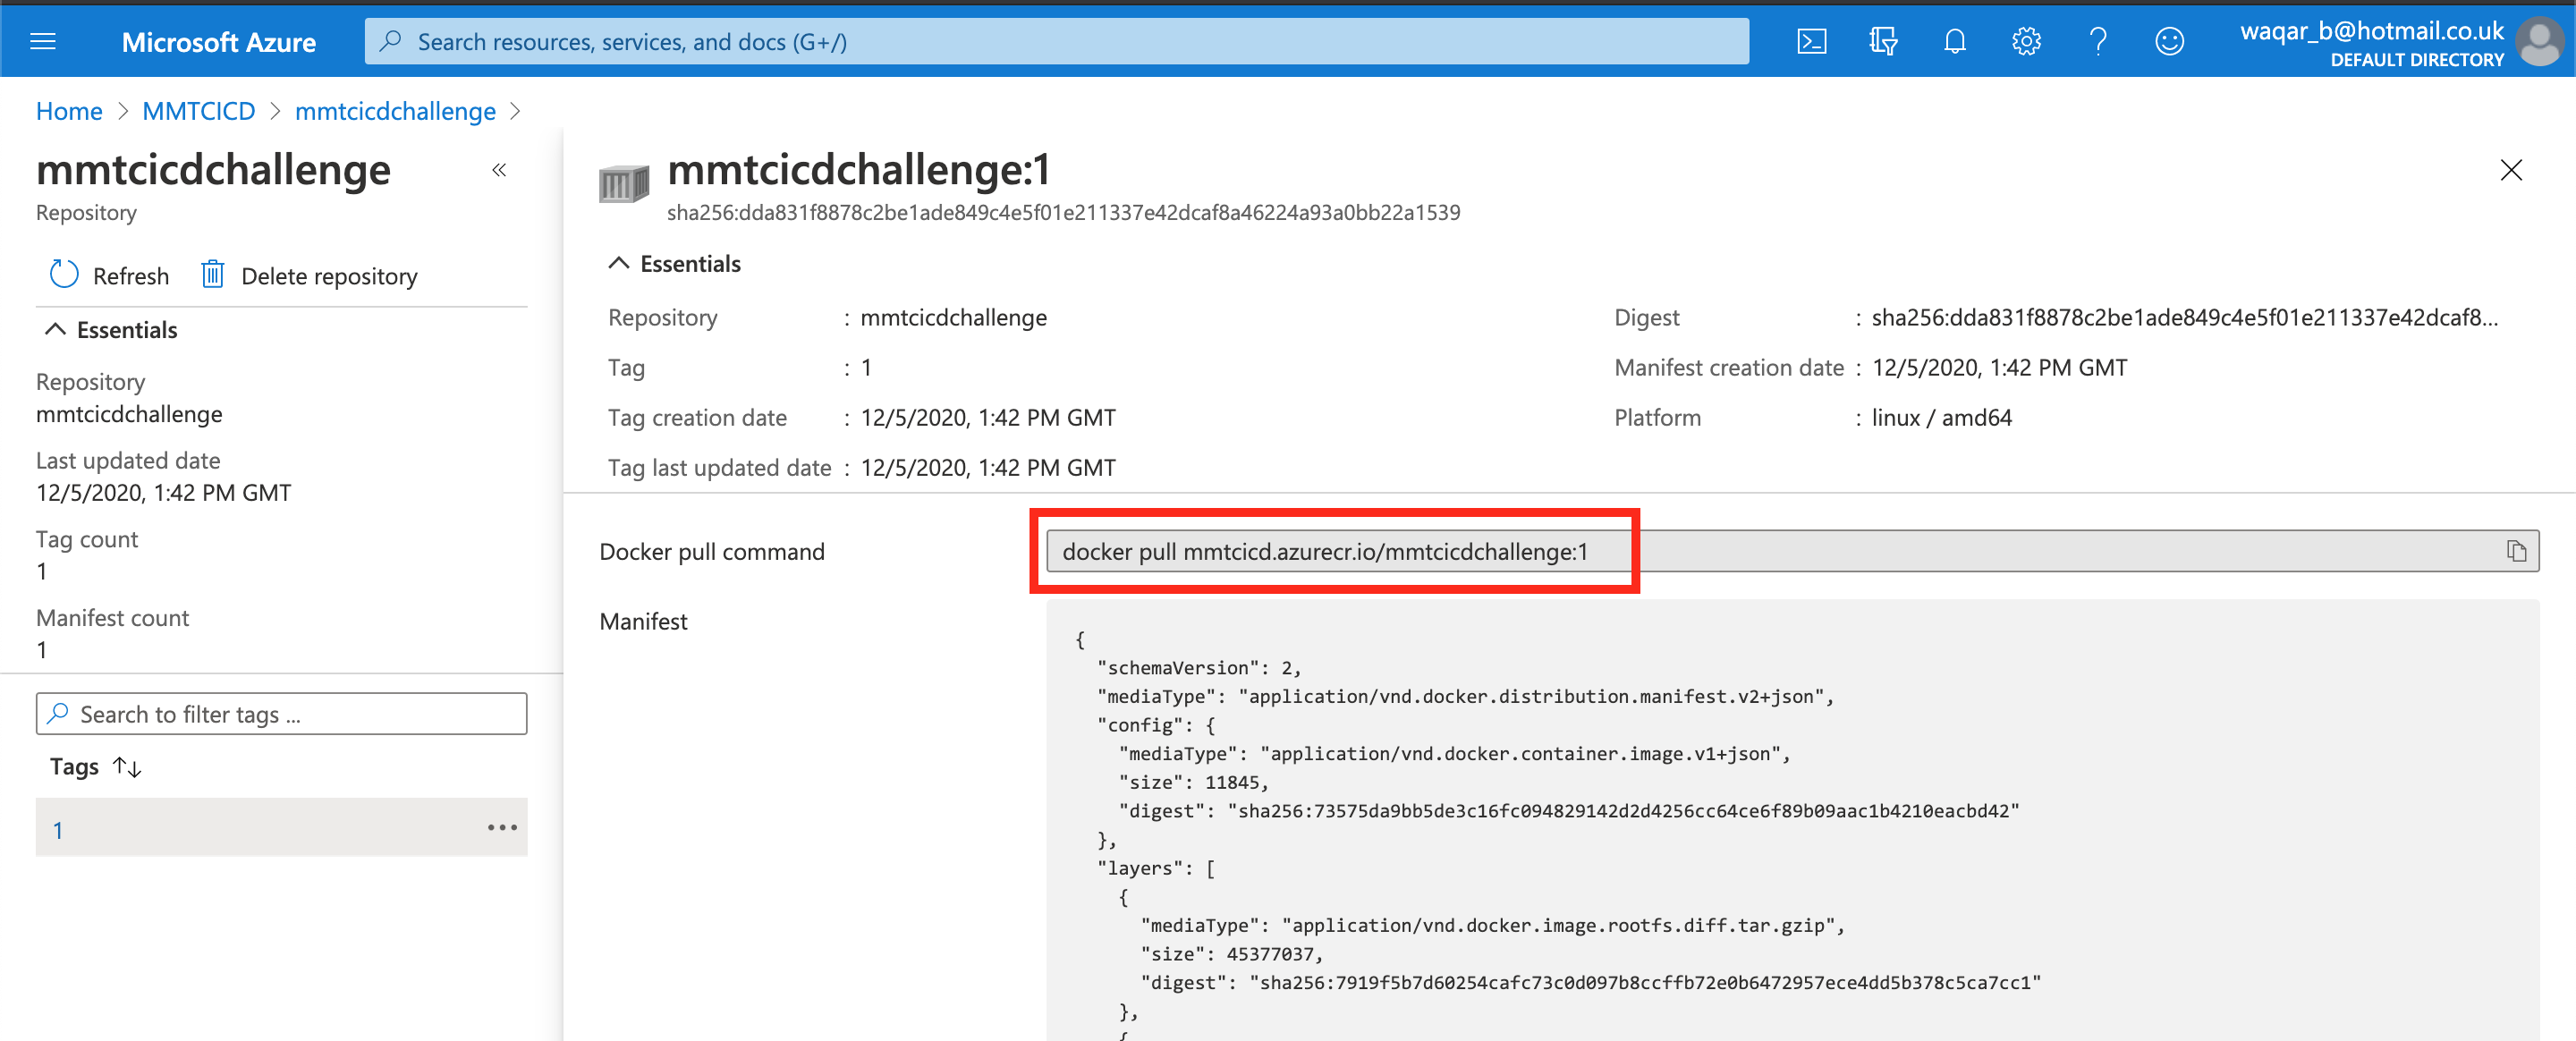 Microsoft Azure
Search resources, services, and docs (G+/)
waqar_b@hotmail.co.uk
DEFAULT DIRECTORY
Home > MMTCICD > mmtcicdchallenge >
mmtcicdchallenge
Repository
Refresh
Delete repository
Essentials
Repository
mmtcicdchallenge
Last updated date
12/5/2020, 1:42 PM GMT
Tag count
1
Manifest count
1
Search to filter tags ...
Tags
1
mmtcicdchallenge:1
sha256:dda831f8878c2be1ade849c4e5f01e211337e42dcaf8a46224a93a0bb22a1539
Essentials
Repository : mmtcicdchallenge
Tag : 1
Tag creation date : 12/5/2020, 1:42 PM GMT
Tag last updated date : 12/5/2020, 1:42 PM GMT
Digest : sha256:dda831f8878c2be1ade849c4e5f01e211337e42dcaf8...
Manifest creation date : 12/5/2020, 1:42 PM GMT
Platform : linux / amd64
Docker pull command
docker pull mmtcicd.azurecr.io/mmtcicdchallenge:1
Manifest
{
"schemaVersion": 2,
"mediaType": "application/vnd.docker.distribution.manifest.v2+json",
"config": {
"mediaType": "application/vnd.docker.container.image.v1+json",
"size": 11845,
"digest": "sha256:73575da9bb5de3c16fc094829142d2d4256cc64ce6f89b09aac1b4210eacbd42"
},
"layers": [
{
"mediaType": "application/vnd.docker.image.rootfs.diff.tar.gzip",
"size": 45377037,
"digest": "sha256:7919f5b7d60254cafc73c0d097b8ccffb72e0b6472957ece4dd5b378c5ca7cc1"
},
{